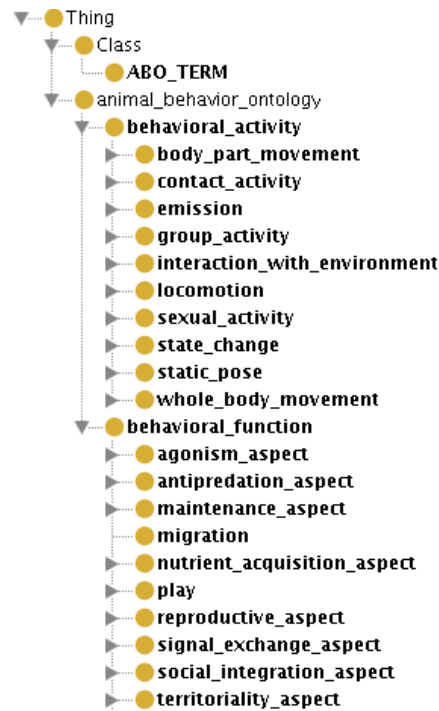 Thing
Class
ABO_TERM
animal_behavior_ontology
behavioral_activity
body_part_movement
contact_activity
emission
group_activity
interaction_with_environment
locomotion
sexual_activity
state_change
static_pose
whole_body_movement
behavioral_function
agonism_aspect
antipredation_aspect
maintenance_aspect
migration
nutrient_acquisition_aspect
play
reproductive_aspect
signal_exchange_aspect
social_integration_aspect
territoriality_aspect